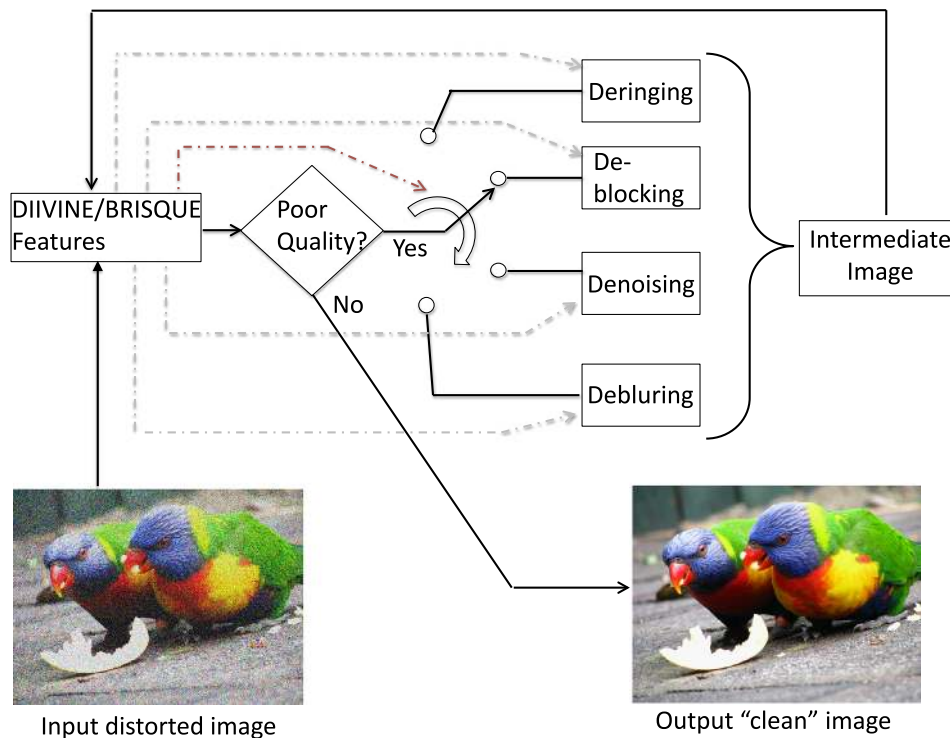 Deringing
De-
blocking
DIIVINE/BRISQUE
Features
Poor
Quality?
Yes
No
Denoising
Debluring
Intermediate
Image
Input distorted image
Output “clean” image